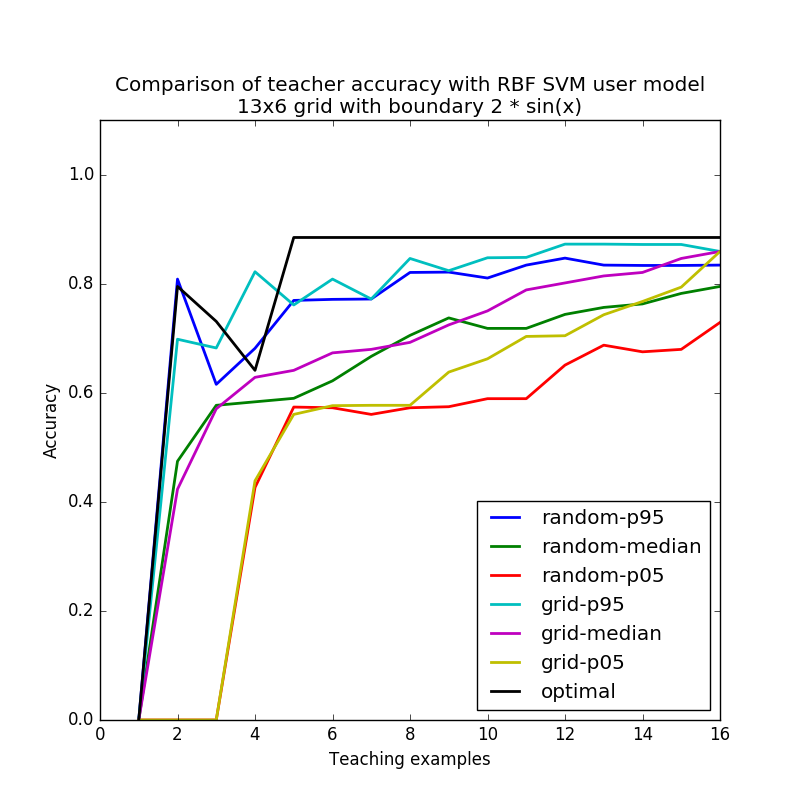 Comparison of teacher accuracy with RBF SVM user model
13x6 grid with boundary 2 * sin(x)
1.0
0.8
0.6
0.4
0.2
0.0
Accuracy
random-p95
random-median
random-p05
grid-p95
grid-median
grid-p05
optimal
0 2 4 6 8 10 12 14 16
Teaching examples